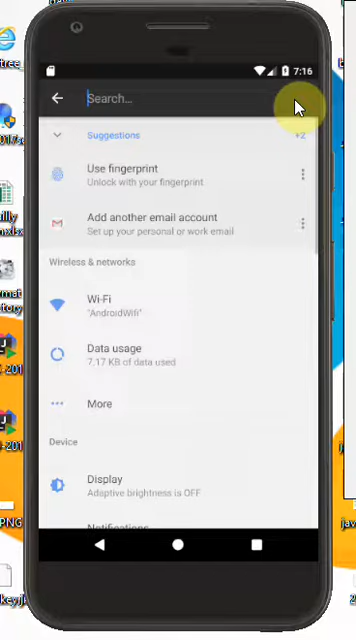 7:16
Search...
Suggestions
+2
Use fingerprint
Unlock with your fingerprint
Add another email account
Set up your personal or work email
Wireless & networks
Wi-Fi
"AndroidWifi"
Data usage
7.17 KB of data used
More
Device
Display
Adaptive brightness is OFF
Notifications